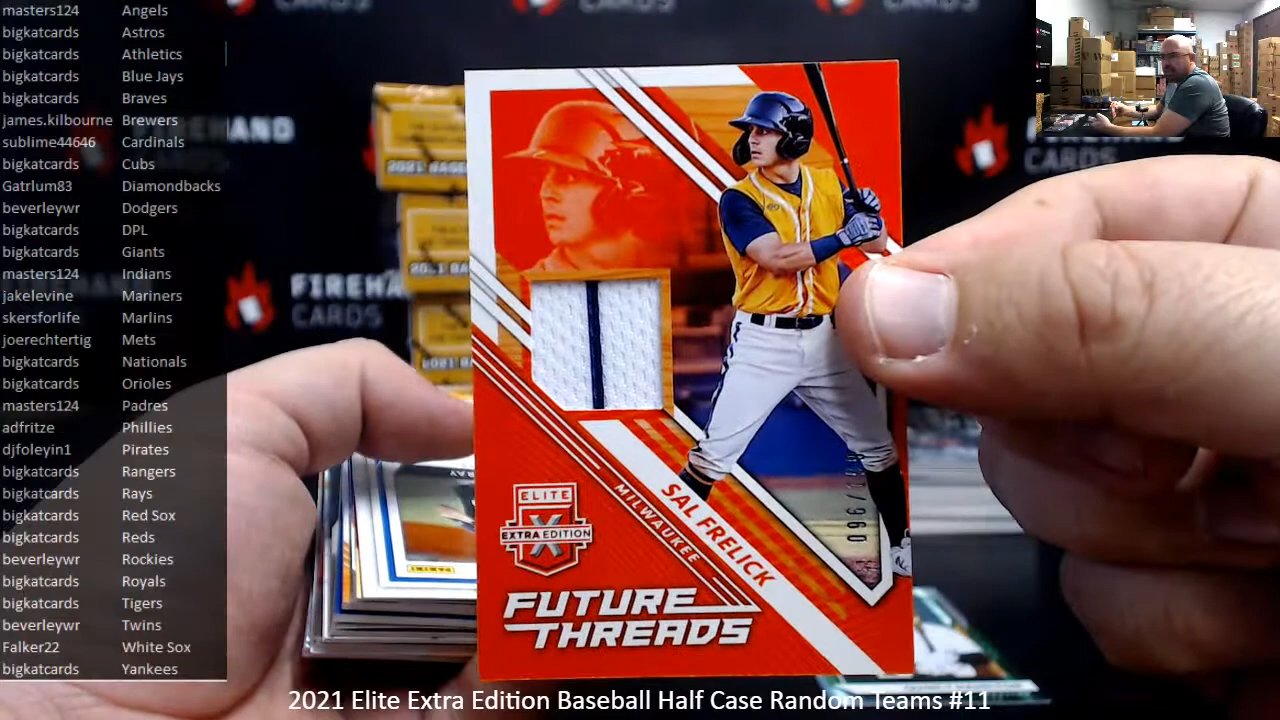 masters124 Angels
bigkatcards Astros
bigkatcards Athletics
bigkatcards Blue Jays
bigkatcards Braves
james.kilbourne Brewers
sublime44646 Cardinals
bigkatcards Cubs
Gatrlum83 Diamondbacks
beverleywr Dodgers
bigkatcards DPL
bigkatcards Giants
masters124 Indians
jakelevine Mariners
skersforlife Marlins
joerechtertig Mets
bigkatcards Nationals
bigkatcards Orioles
masters124 Padres
adfritze Phillies
djfoleyin1 Pirates
bigkatcards Rangers
bigkatcards Rays
bigkatcards Red Sox
bigkatcards Reds
beverleywr Rockies
bigkatcards Royals
bigkatcards Tigers
beverleywr Twins
Falker22 White Sox
bigkatcards Yankees
FIREHAND
CARDS
CARDS
ELITE
X
EXTRA EDITION
SAL FRELICK
MILWAUKEE
FUTURE
THREADS
2021 Elite Extra Edition Baseball Half Case Random Teams #11